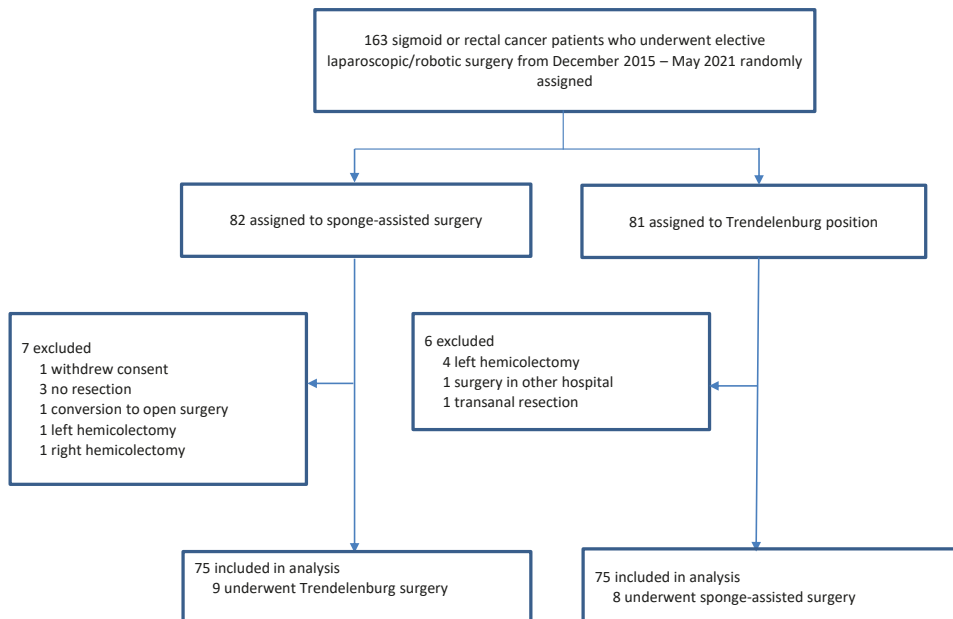 163 sigmoid or rectal cancer patients who underwent elective
laparoscopic/robotic surgery from December 2015 – May 2021 randomly
assigned
82 assigned to sponge-assisted surgery
81 assigned to Trendelenburg position
7 excluded
1 withdrew consent
3 no resection
1 conversion to open surgery
1 left hemicolectomy
1 right hemicolectomy
6 excluded
4 left hemicolectomy
1 surgery in other hospital
1 transanal resection
75 included in analysis
9 underwent Trendelenburg surgery
75 included in analysis
8 underwent sponge-assisted surgery